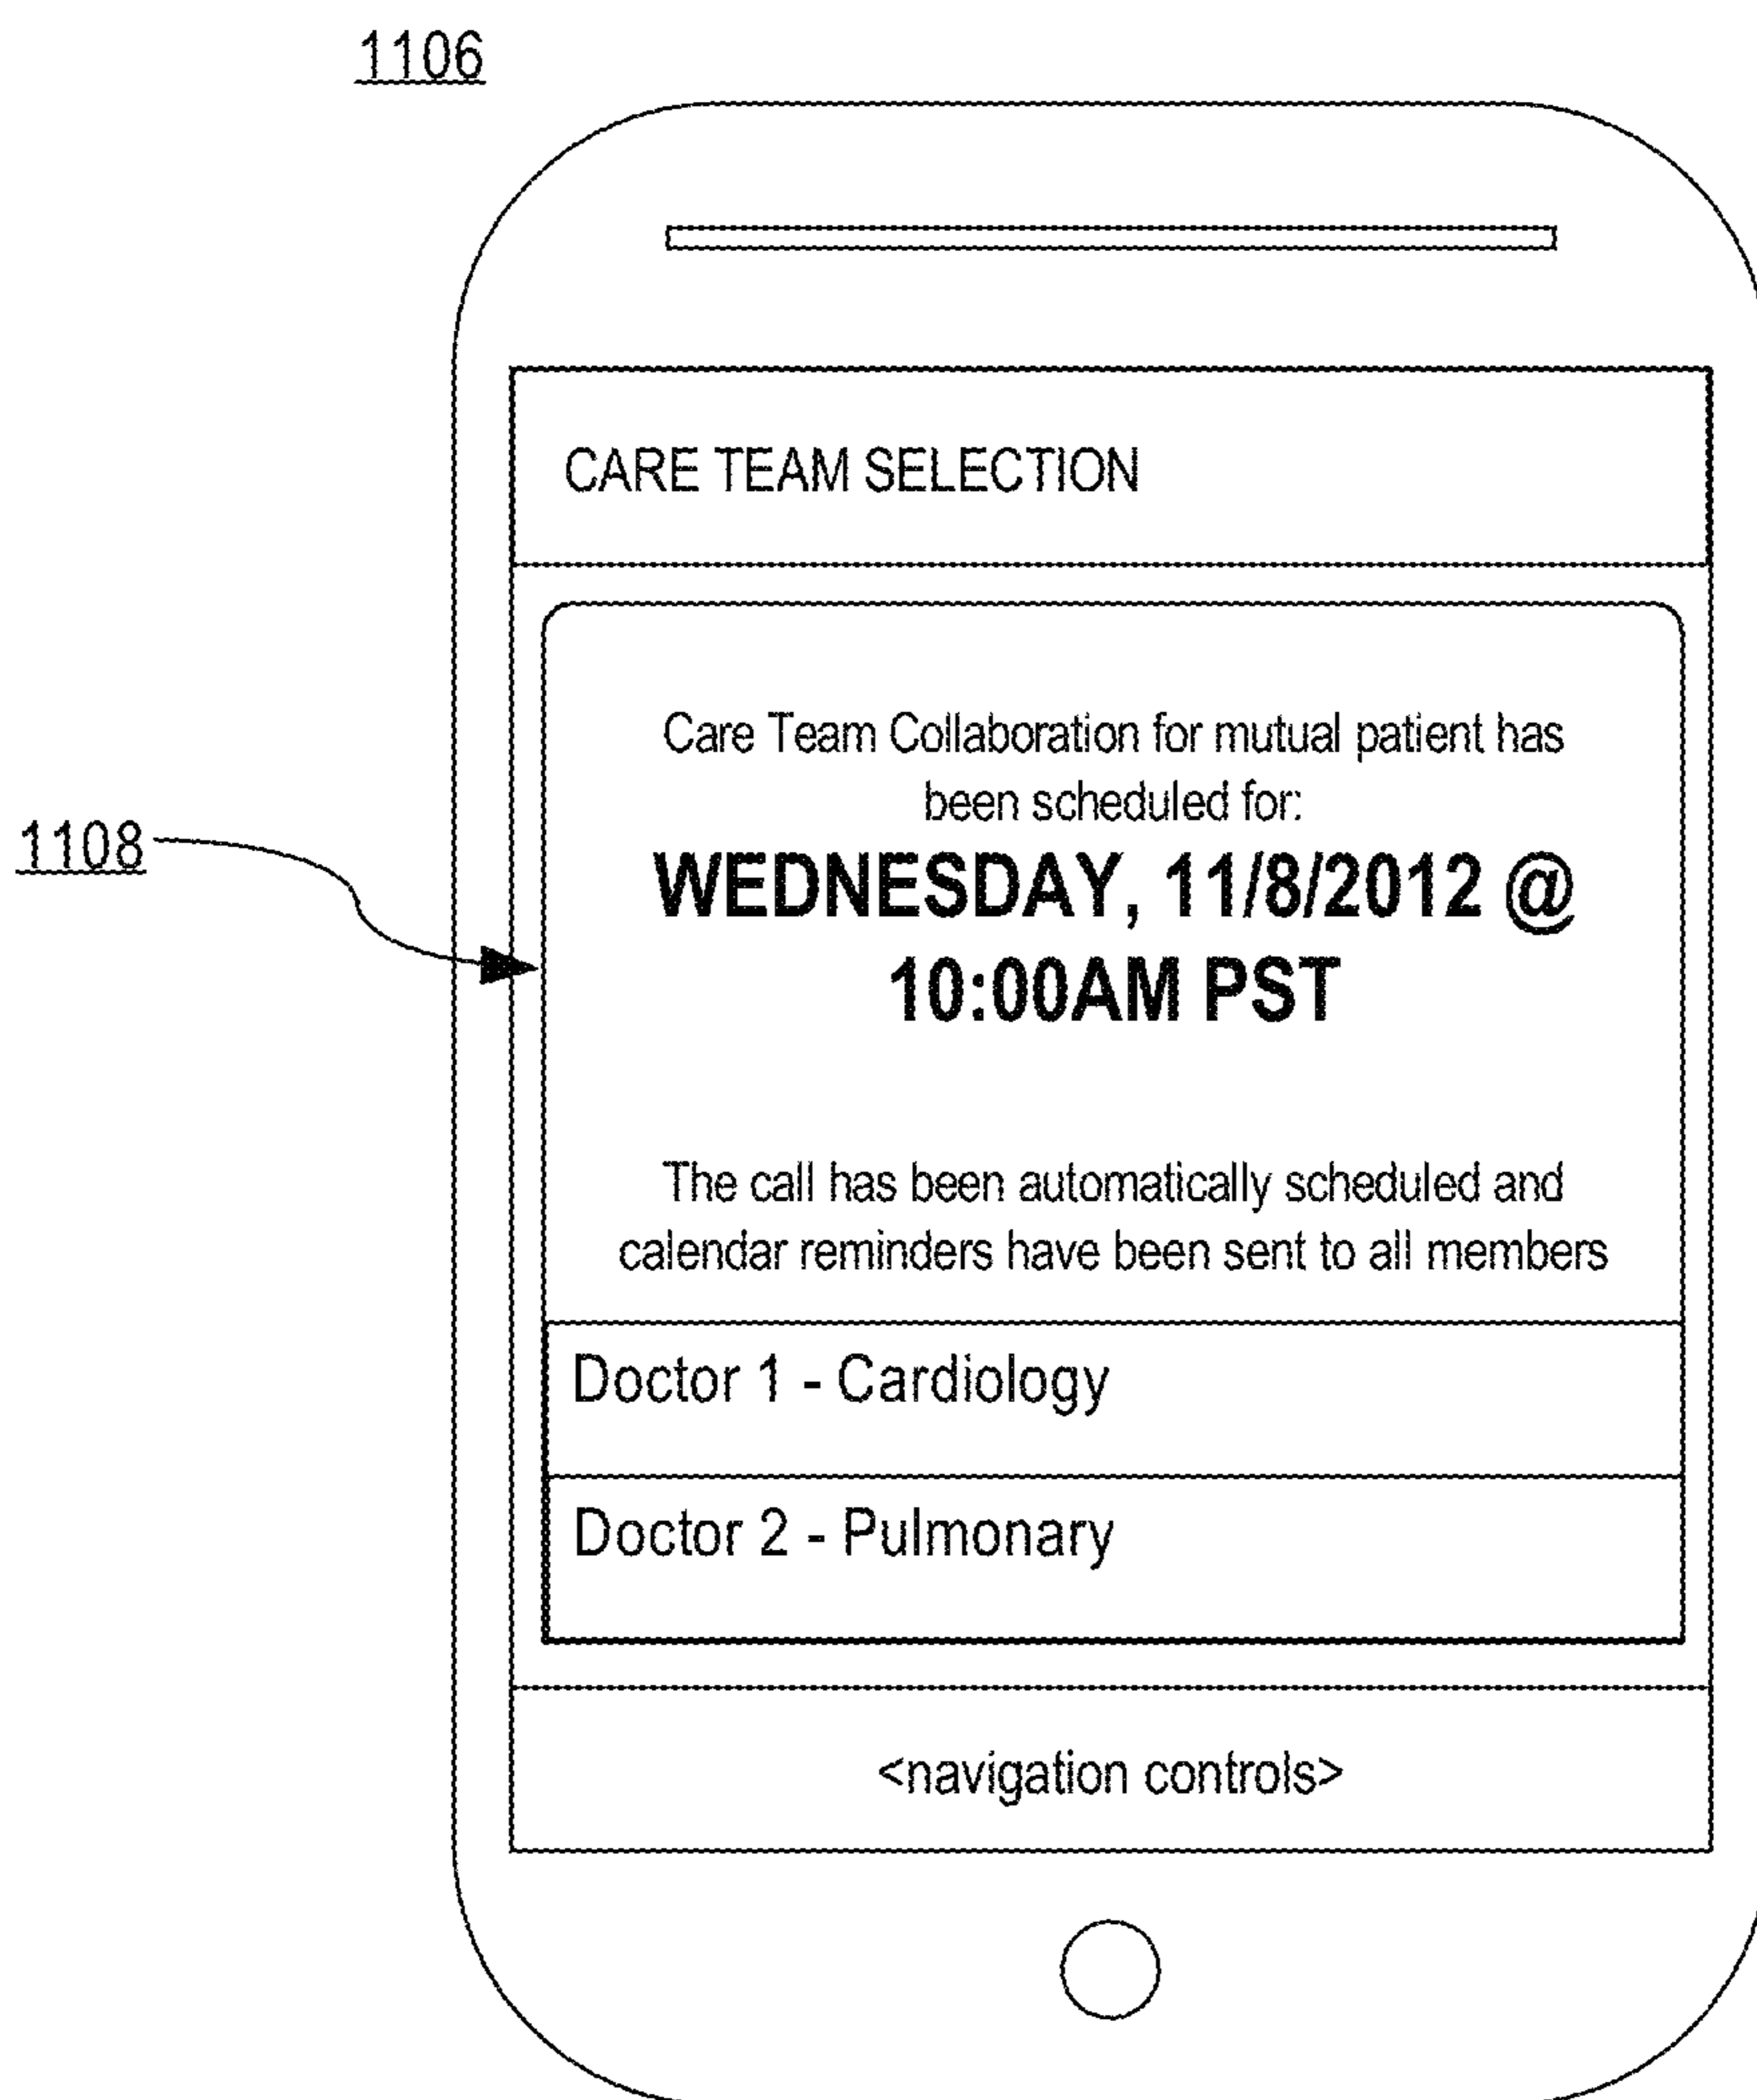 1106
CARE TEAM SELECTION
Care Team Collaboration for mutual patient has
been scheduled for:
WEDNESDAY, 11/8/2012 @
10:00AM PST
1108
The call has been automatically scheduled and
calendar reminders have been sent to all members
Doctor 1 - Cardiology
Doctor 2 - Pulmonary
<navigation controls>